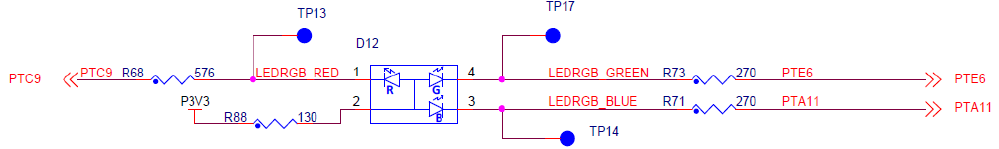 TP13
TP17
D12
PTC9 PTC9 R68 576 LEDRGB_RED 1 R G 4 LEDRGB_GREEN R73 270 PTE6 PTE6
P3V3 R88 130 2 B 3 LEDRGB_BLUE R71 270 PTA11 PTA11
TP14